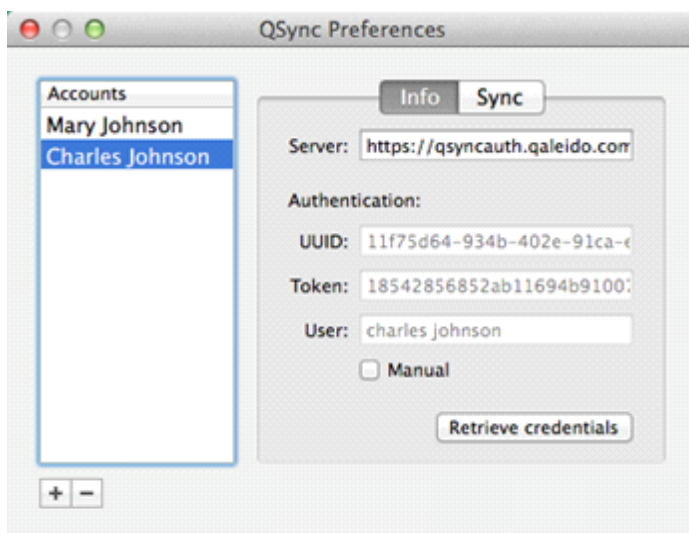 QSync Preferences
Accounts
Mary Johnson
Charles Johnson
Info Sync
Server: https://qsyncauth.qaleido.com
Authentication:
UUID: 11f75d64-934b-402e-91ca-e
Token: 18542856852ab11694b91007
User: charles johnson
Manual
Retrieve credentials
+ −